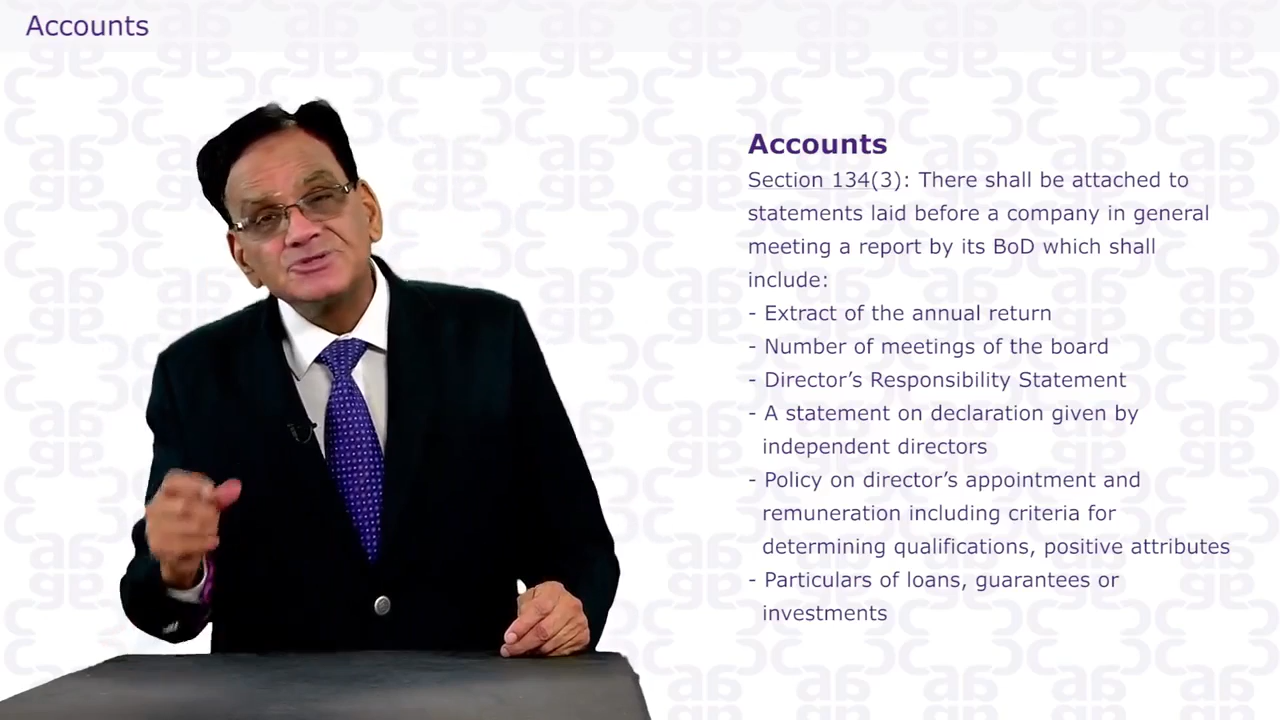 Accounts
Accounts
Section 134(3): There shall be attached to
statements laid before a company in general
meeting a report by its BoD which shall
include:
- Extract of the annual return
- Number of meetings of the board
- Director’s Responsibility Statement
- A statement on declaration given by
independent directors
- Policy on director’s appointment and
remuneration including criteria for
determining qualifications, positive attributes
- Particulars of loans, guarantees or
investments